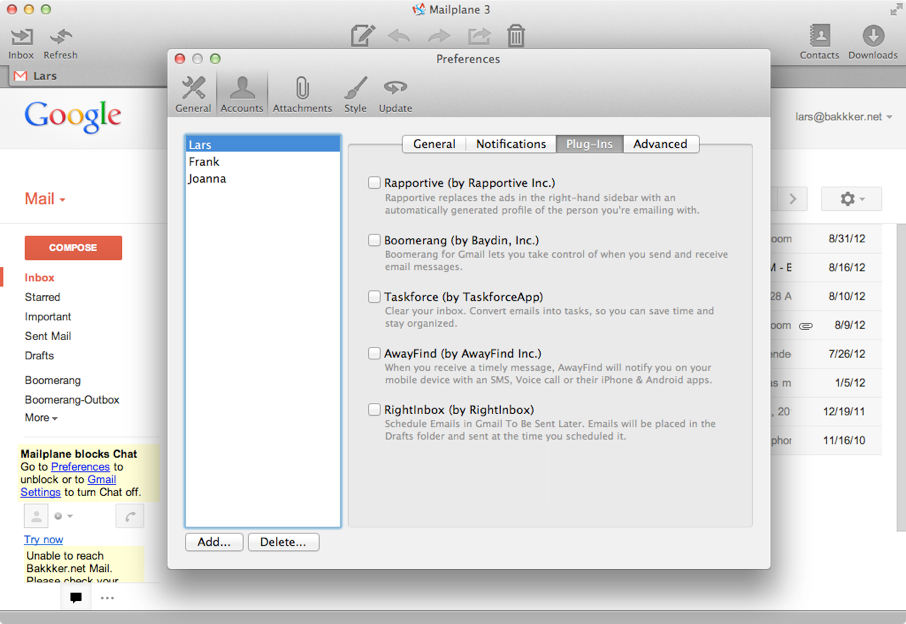 Mailplane 3
Inbox Refresh
Contacts Downloads
Lars
Preferences
General Accounts Attachments Style Update
Google
lars@bakkker.net
Mail
COMPOSE
Inbox
Starred
Important
Sent Mail
Drafts
Boomerang
Boomerang-Outbox
More
Mailplane blocks Chat
Go to Preferences to
unblock or to Gmail
Settings to turn Chat off.
Try now
Unable to reach
Bakkker.net Mail.
Please check your
Lars
Frank
Joanna
Add... Delete...
General Notifications Plug-Ins Advanced
Rapportive (by Rapportive Inc.)
Rapportive replaces the ads in the right-hand sidebar with an
automatically generated profile of the person you're emailing with.
Boomerang (by Baydin, Inc.)
Boomerang for Gmail lets you take control of when you send and receive
email messages.
Taskforce (by TaskforceApp)
Clear your inbox. Convert emails into tasks, so you can save time and
stay organized.
AwayFind (by AwayFind Inc.)
When you receive a timely message, AwayFind will notify you on your
mobile device with an SMS, Voice call or their iPhone & Android apps.
RightInbox (by RightInbox)
Schedule Emails in Gmail To Be Sent Later. Emails will be placed in the
Drafts folder and sent at the time you scheduled it.
oom 8/31/12
M - E 8/16/12
28 A 8/10/12
oom 8/9/12
ende 7/26/12
as m 1/5/12
, 20 12/19/11
phor 11/16/10